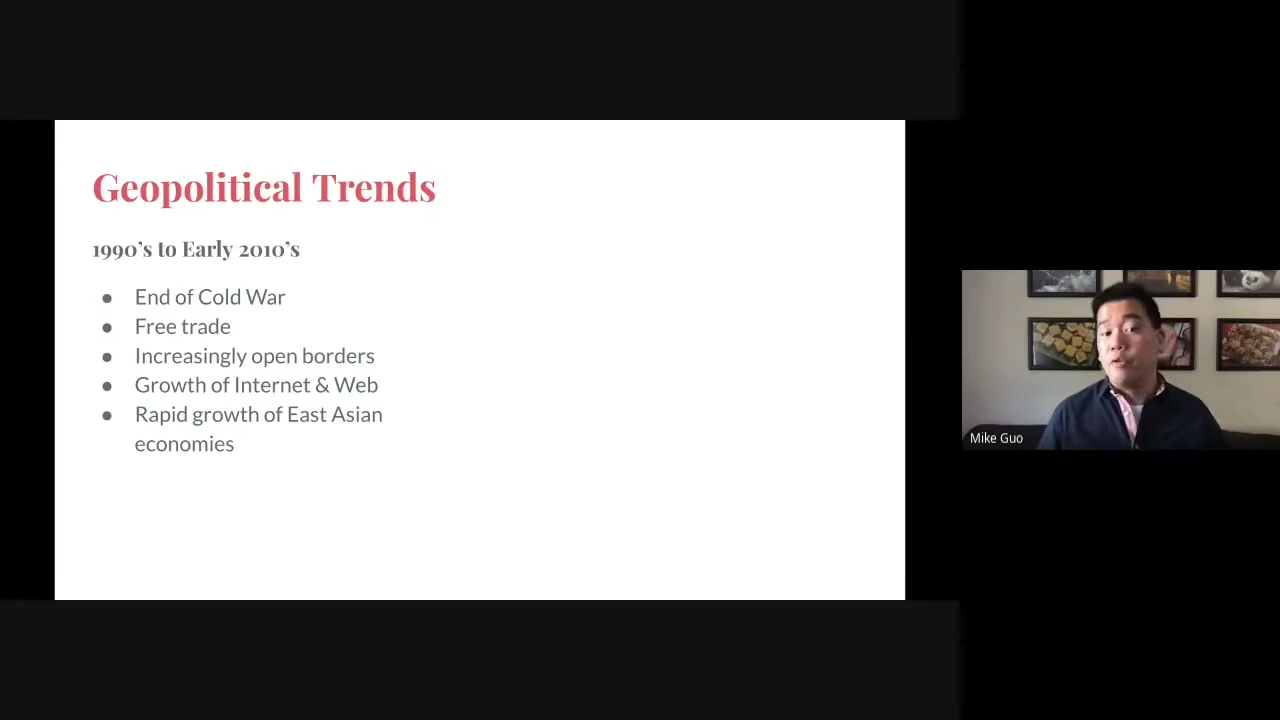 Geopolitical Trends
1990’s to Early 2010’s
● End of Cold War
● Free trade
● Increasingly open borders
● Growth of Internet & Web
● Rapid growth of East Asian
economies
Mike Guo